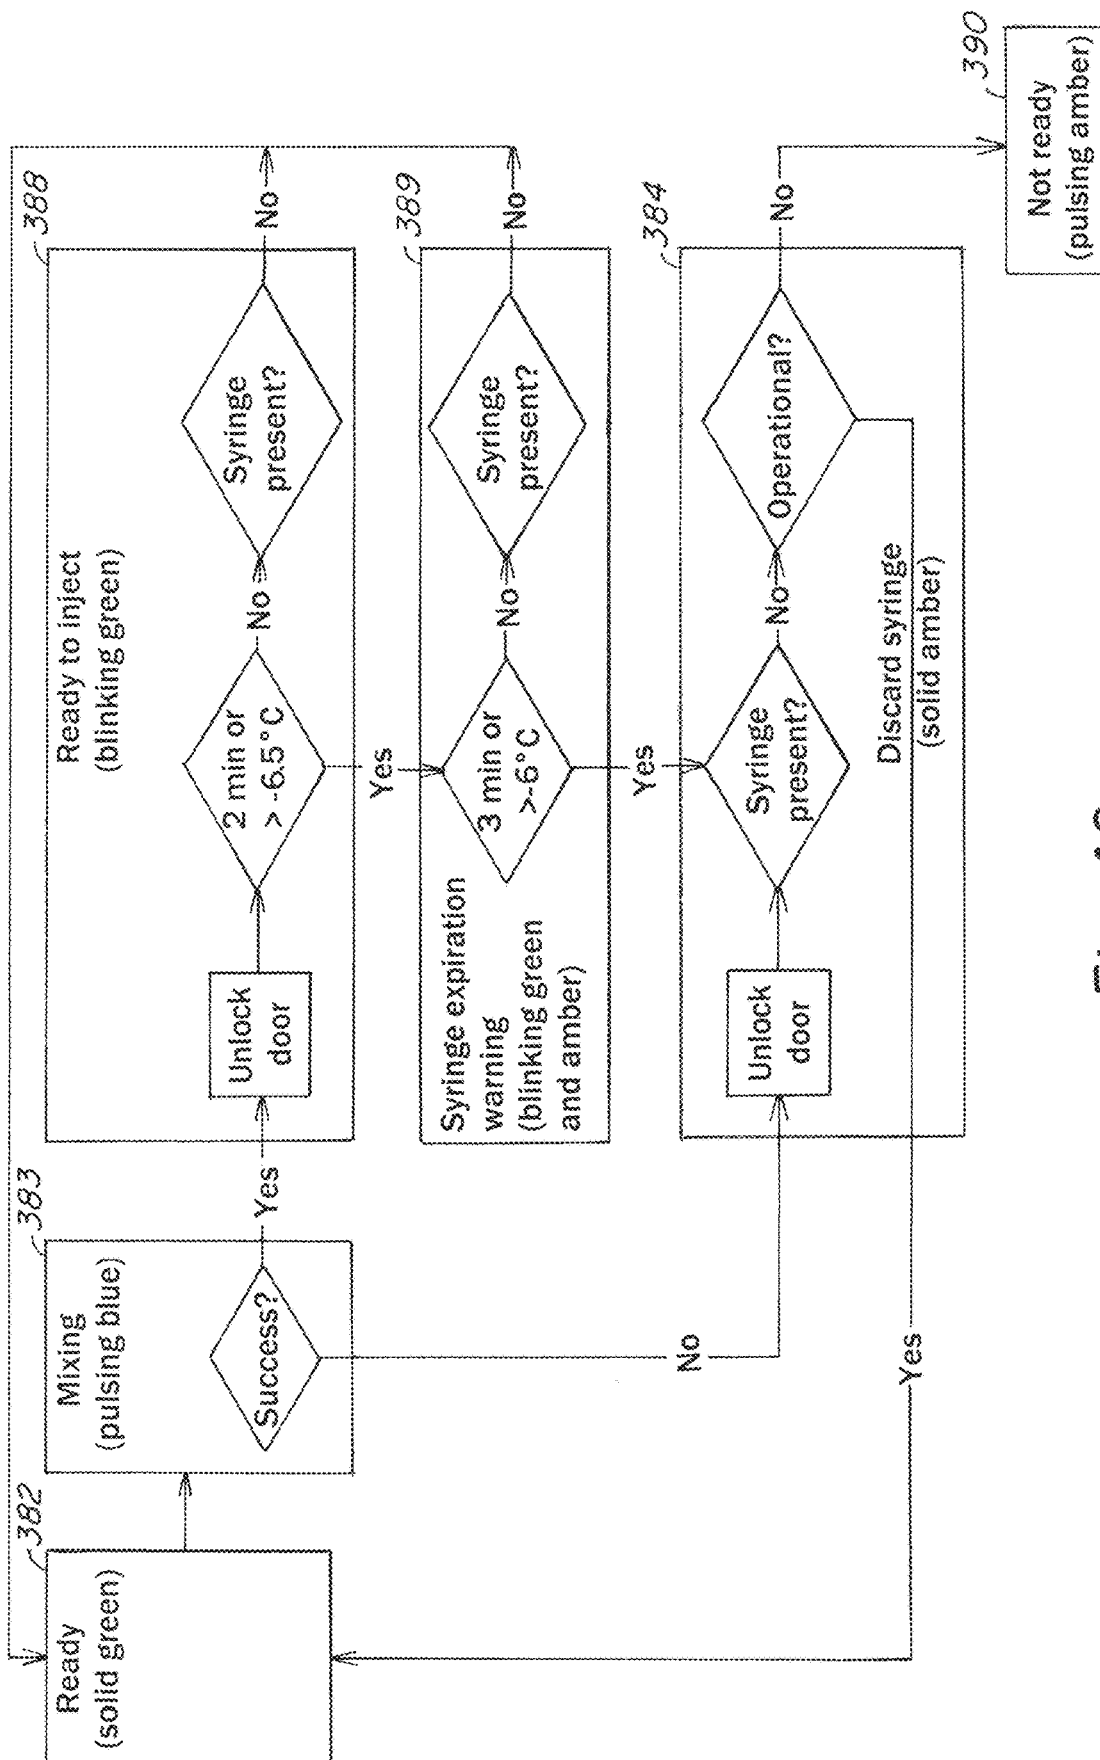 382
Ready
(solid green)
383
Mixing
(pulsing blue)
Success?
Yes
No
388
Ready to inject
(blinking green)
Unlock
door
2 min or
> -6.5°C
No
Syringe
present?
No
Yes
389
Syringe expiration
warning
(blinking green
and amber)
3 min or
>-6°C
No
Syringe
present?
No
Yes
384
Unlock
door
Syringe
present?
No
Operational?
No
Discard syringe
(solid amber)
Yes
390
Not ready
(pulsing amber)